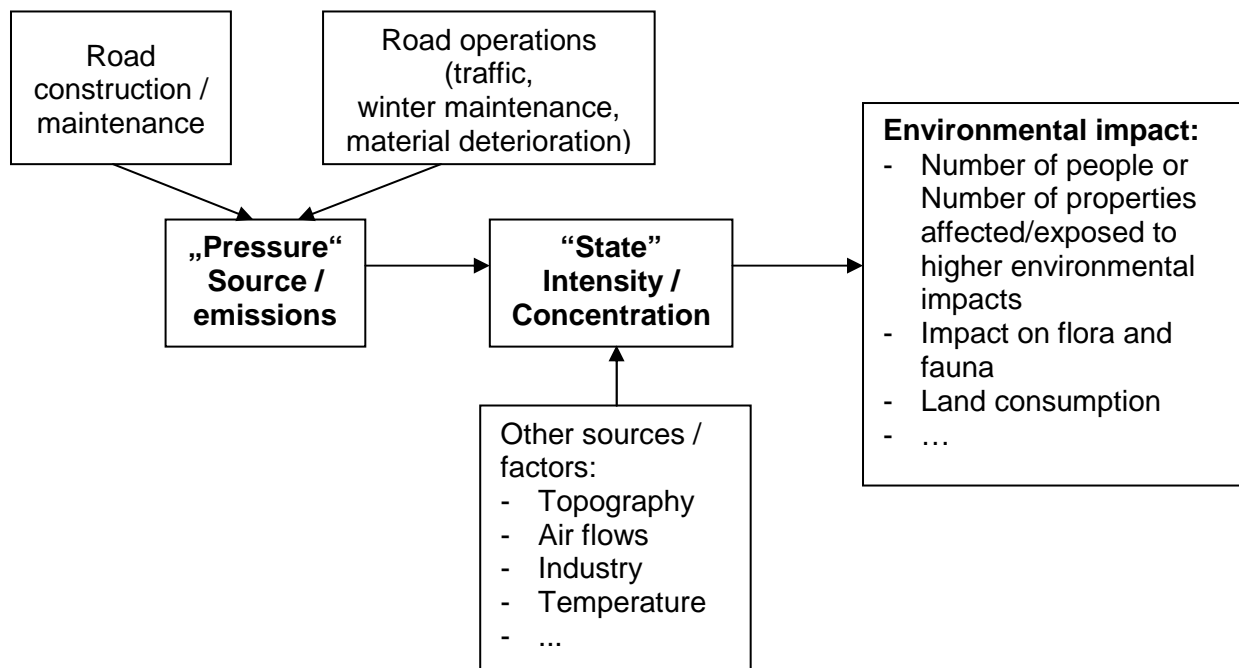 Road
construction /
maintenance
Road operations
(traffic,
winter maintenance,
material deterioration)
„Pressure“
Source /
emissions
“State”
Intensity /
Concentration
Environmental impact:
- Number of people or
Number of properties
affected/exposed to
higher environmental
impacts
- Impact on flora and
fauna
- Land consumption
- …
Other sources /
factors:
- Topography
- Air flows
- Industry
- Temperature
- ...